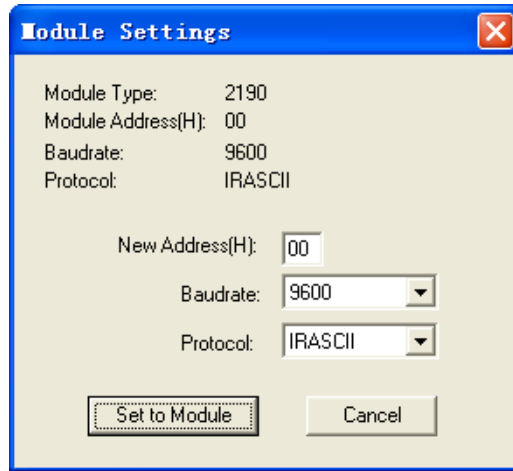 Module Settings
Module Type: 2190
Module Address(H): 00
Baudrate: 9600
Protocol: IRASCII
New Address(H): 00
Baudrate: 9600
Protocol: IRASCII
Set to Module Cancel